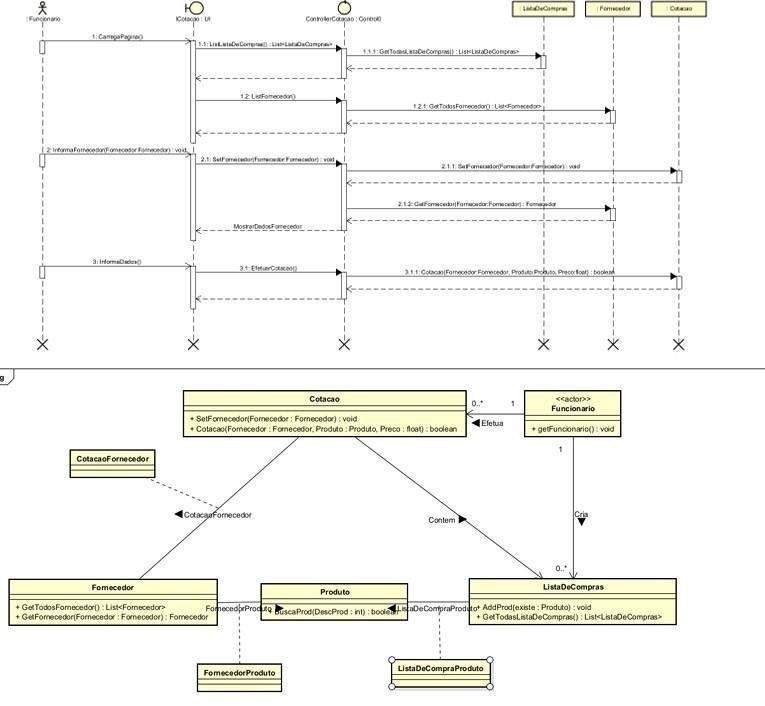 : Funcionario
ICotacao : UI
ControllerCotacao : Control0
: ListaDeCompras
: Fornecedor
: Cotacao
1: CarregaPagina()
1.1: ListListaDeCompras() : List<ListaDeCompras>
1.1.1: GetTodasListaDeCompras() : List<ListaDeCompras>
1.2: ListFornecedor()
1.2.1: GetTodosFornecedor() : List<Fornecedor>
2: InformaFornecedor(Fornecedor:Fornecedor) : void
2.1: SetFornecedor(Fornecedor:Fornecedor) : void
2.1.1: SetFornecedor(Fornecedor:Fornecedor) : void
2.1.2: GetFornecedor(Fornecedor:Fornecedor) : Fornecedor
MostrarDadosFornecedor
3: InformaDados()
3.1: EfetuarCotacao()
3.1.1: Cotacao(Fornecedor:Fornecedor, Produto:Produto, Preco:float) : boolean
g
Cotacao
+ SetFornecedor(Fornecedor : Fornecedor) : void
+ Cotacao(Fornecedor : Fornecedor, Produto : Produto, Preco : float) : boolean
0..*
1
Efetua
<<actor>>
Funcionario
+ getFuncionario() : void
1
CotacaoFornecedor
CotacaoFornecedor
Contem
Cria
0..*
Fornecedor
+ GetTodosFornecedor() : List<Fornecedor>
+ GetFornecedor(Fornecedor : Fornecedor) : Fornecedor
FornecedorProduto
Produto
+ BuscaProd(DescProd : int) : boolean
ListaDeCompraProduto
ListaDeCompras
+ AddProd(existe : Produto) : void
+ GetTodasListaDeCompras() : List<ListaDeCompras>
FornecedorProduto
ListaDeCompraProduto